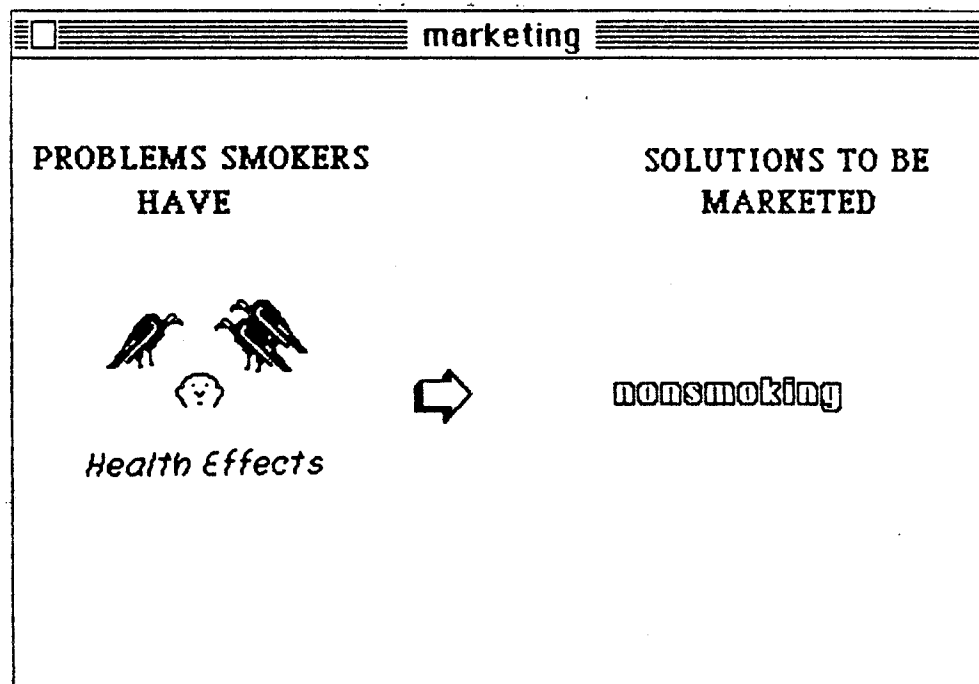 marketing
PROBLEMS SMOKERS
HAVE
SOLUTIONS TO BE
MARKETED
nonsmoking
Health Effects